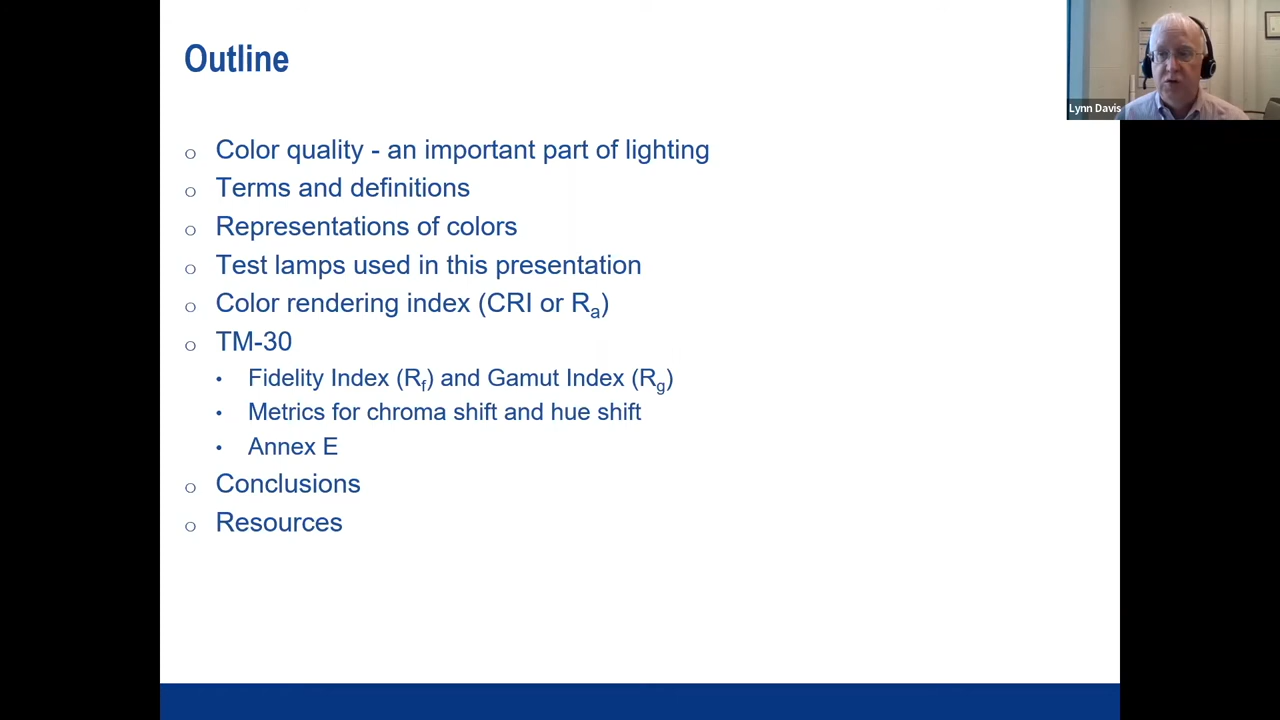 Outline
Lynn Davis
o Color quality - an important part of lighting
o Terms and definitions
o Representations of colors
o Test lamps used in this presentation
o Color rendering index (CRI or Ra)
o TM-30
• Fidelity Index (Rf) and Gamut Index (Rg)
• Metrics for chroma shift and hue shift
• Annex E
o Conclusions
o Resources